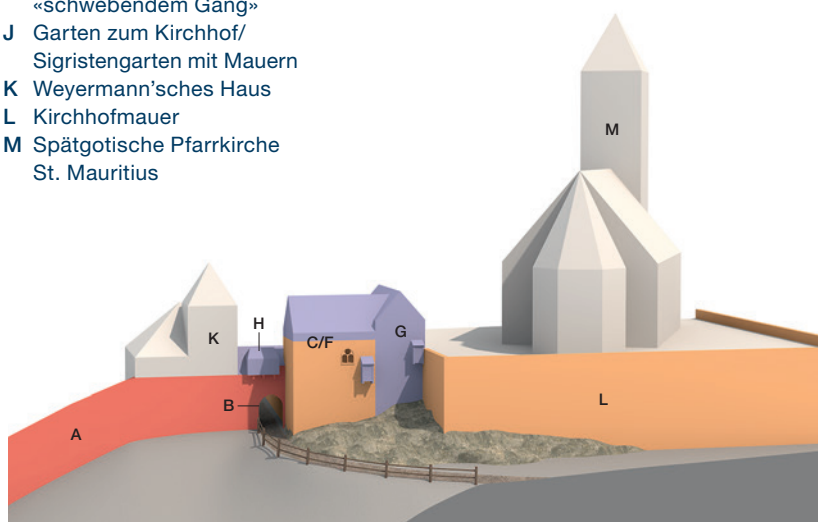 «schwebendem Gang»
J Garten zum Kirchhof/
Sigristengarten mit Mauern
K Weyermann’sches Haus
L Kirchhofmauer
M Spätgotische Pfarrkirche
St. Mauritius
M
K
H
C/F
G
B
L
A